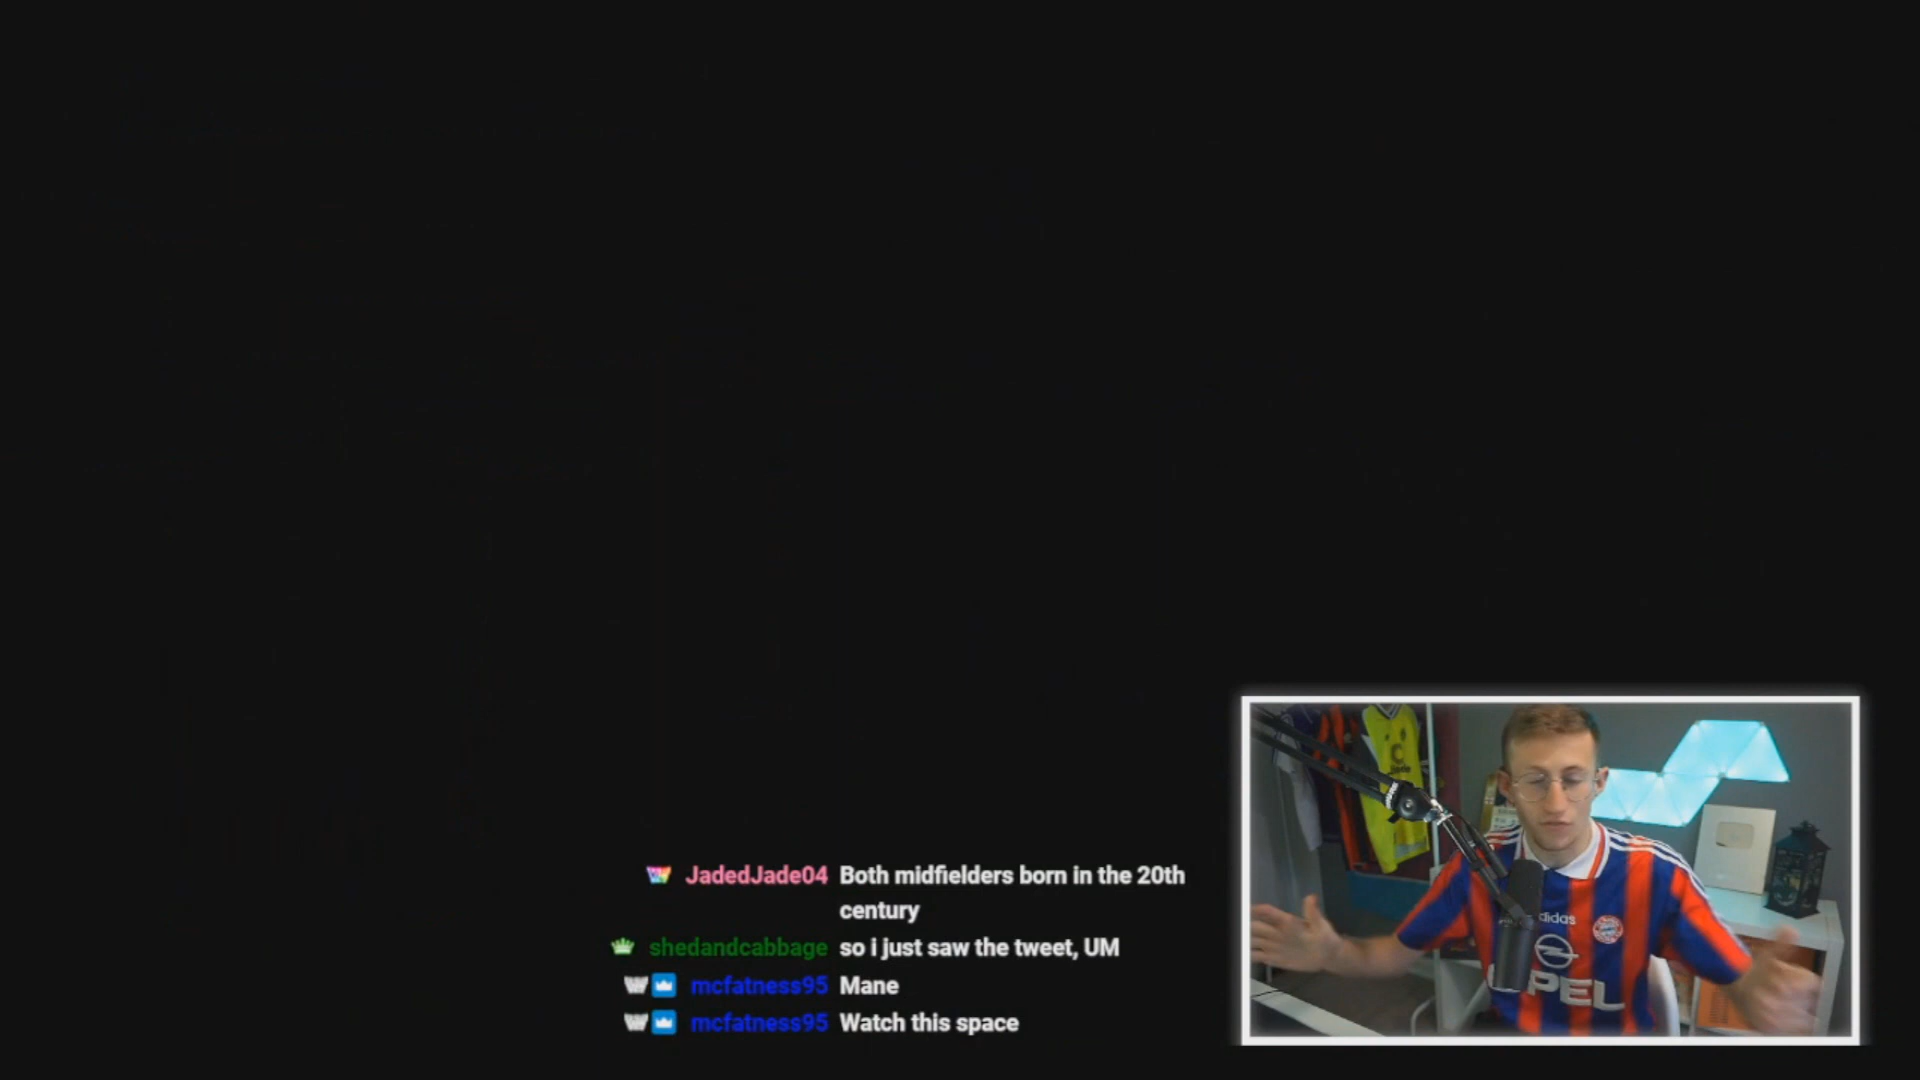 JadedJade04 Both midfielders born in the 20th
century
shedandcabbage so i just saw the tweet, UM
mcfatness95 Mane
mcfatness95 Watch this space
adidas
OPEL